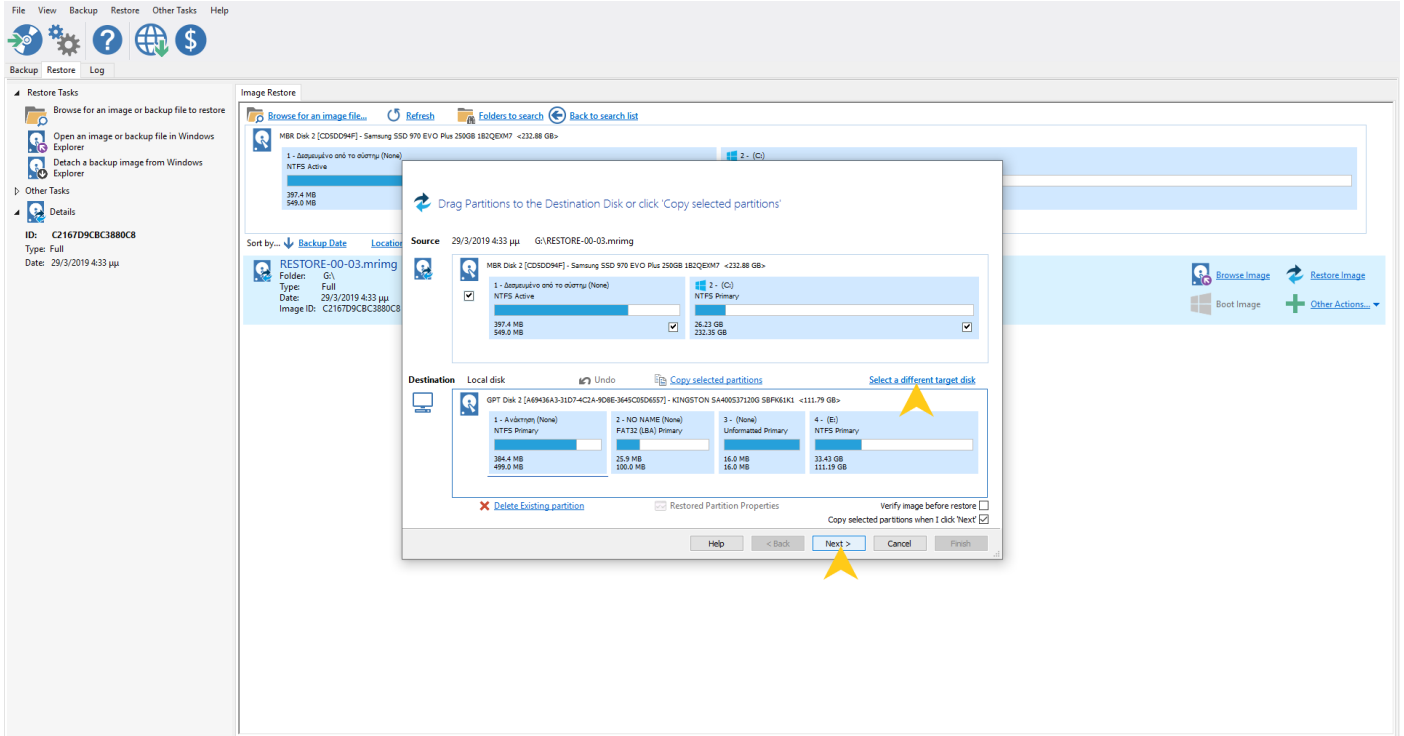 File View Backup Restore Other Tasks Help
Backup Restore Log
Restore Tasks
Browse for an image or backup file to restore
Open an image or backup file in Windows
Explorer
Detach a backup image from Windows
Explorer
Other Tasks
Details
ID: C2167D9CBC3880C8
Type: Full
Date: 29/3/2019 4:33 μμ
Image Restore
Browse for an image file... Refresh Folders to search Back to search list
MBR Disk 2 [CD5DD94F] - Samsung SSD 970 EVO Plus 250GB 1B2QEXM7 <232.88 GB>
1 - Δεσμευμένο από το σύστημ (None)
NTFS Active
397.4 MB
549.0 MB
2 - (C:)
Sort by... Backup Date Location
RESTORE-00-03.mrimg
Folder: G:\
Type: Full
Date: 29/3/2019 4:33 μμ
Image ID: C2167D9CBC3880C8
Browse Image Restore Image
Boot Image Other Actions...
Drag Partitions to the Destination Disk or click 'Copy selected partitions'
Source 29/3/2019 4:33 μμ G:\RESTORE-00-03.mrimg
MBR Disk 2 [CD5DD94F] - Samsung SSD 970 EVO Plus 250GB 1B2QEXM7 <232.88 GB>
1 - Δεσμευμένο από το σύστημ (None)
NTFS Active
397.4 MB
549.0 MB
2 - (C:)
NTFS Primary
26.23 GB
232.35 GB
Destination Local disk Undo Copy selected partitions Select a different target disk
GPT Disk 2 [A69436A3-31D7-4C2A-9D8E-3645C05D6557] - KINGSTON SA400S37120G SBFK61K1 <111.79 GB>
1 - Ανάκτηση (None)
NTFS Primary
384.4 MB
499.0 MB
2 - NO NAME (None)
FAT32 (LBA) Primary
25.9 MB
100.0 MB
3 - (None)
Unformatted Primary
16.0 MB
16.0 MB
4 - (E:)
NTFS Primary
33.43 GB
111.19 GB
Delete Existing partition Restored Partition Properties Verify image before restore
Copy selected partitions when I click 'Next'
Help < Back Next > Cancel Finish